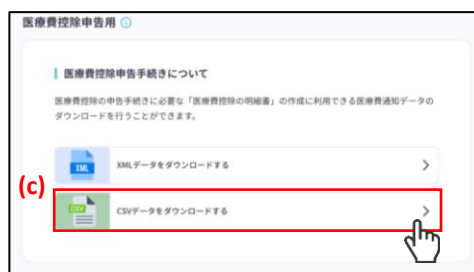 医療費控除申告用
医療費控除申告手続きについて
医療費控除の申告手続きに必要な「医療費控除の明細書」の作成に利用できる医療費通知データの
ダウンロードを行うことができます。
XML
XMLデータをダウンロードする
(c)
CSV
CSVデータをダウンロードする